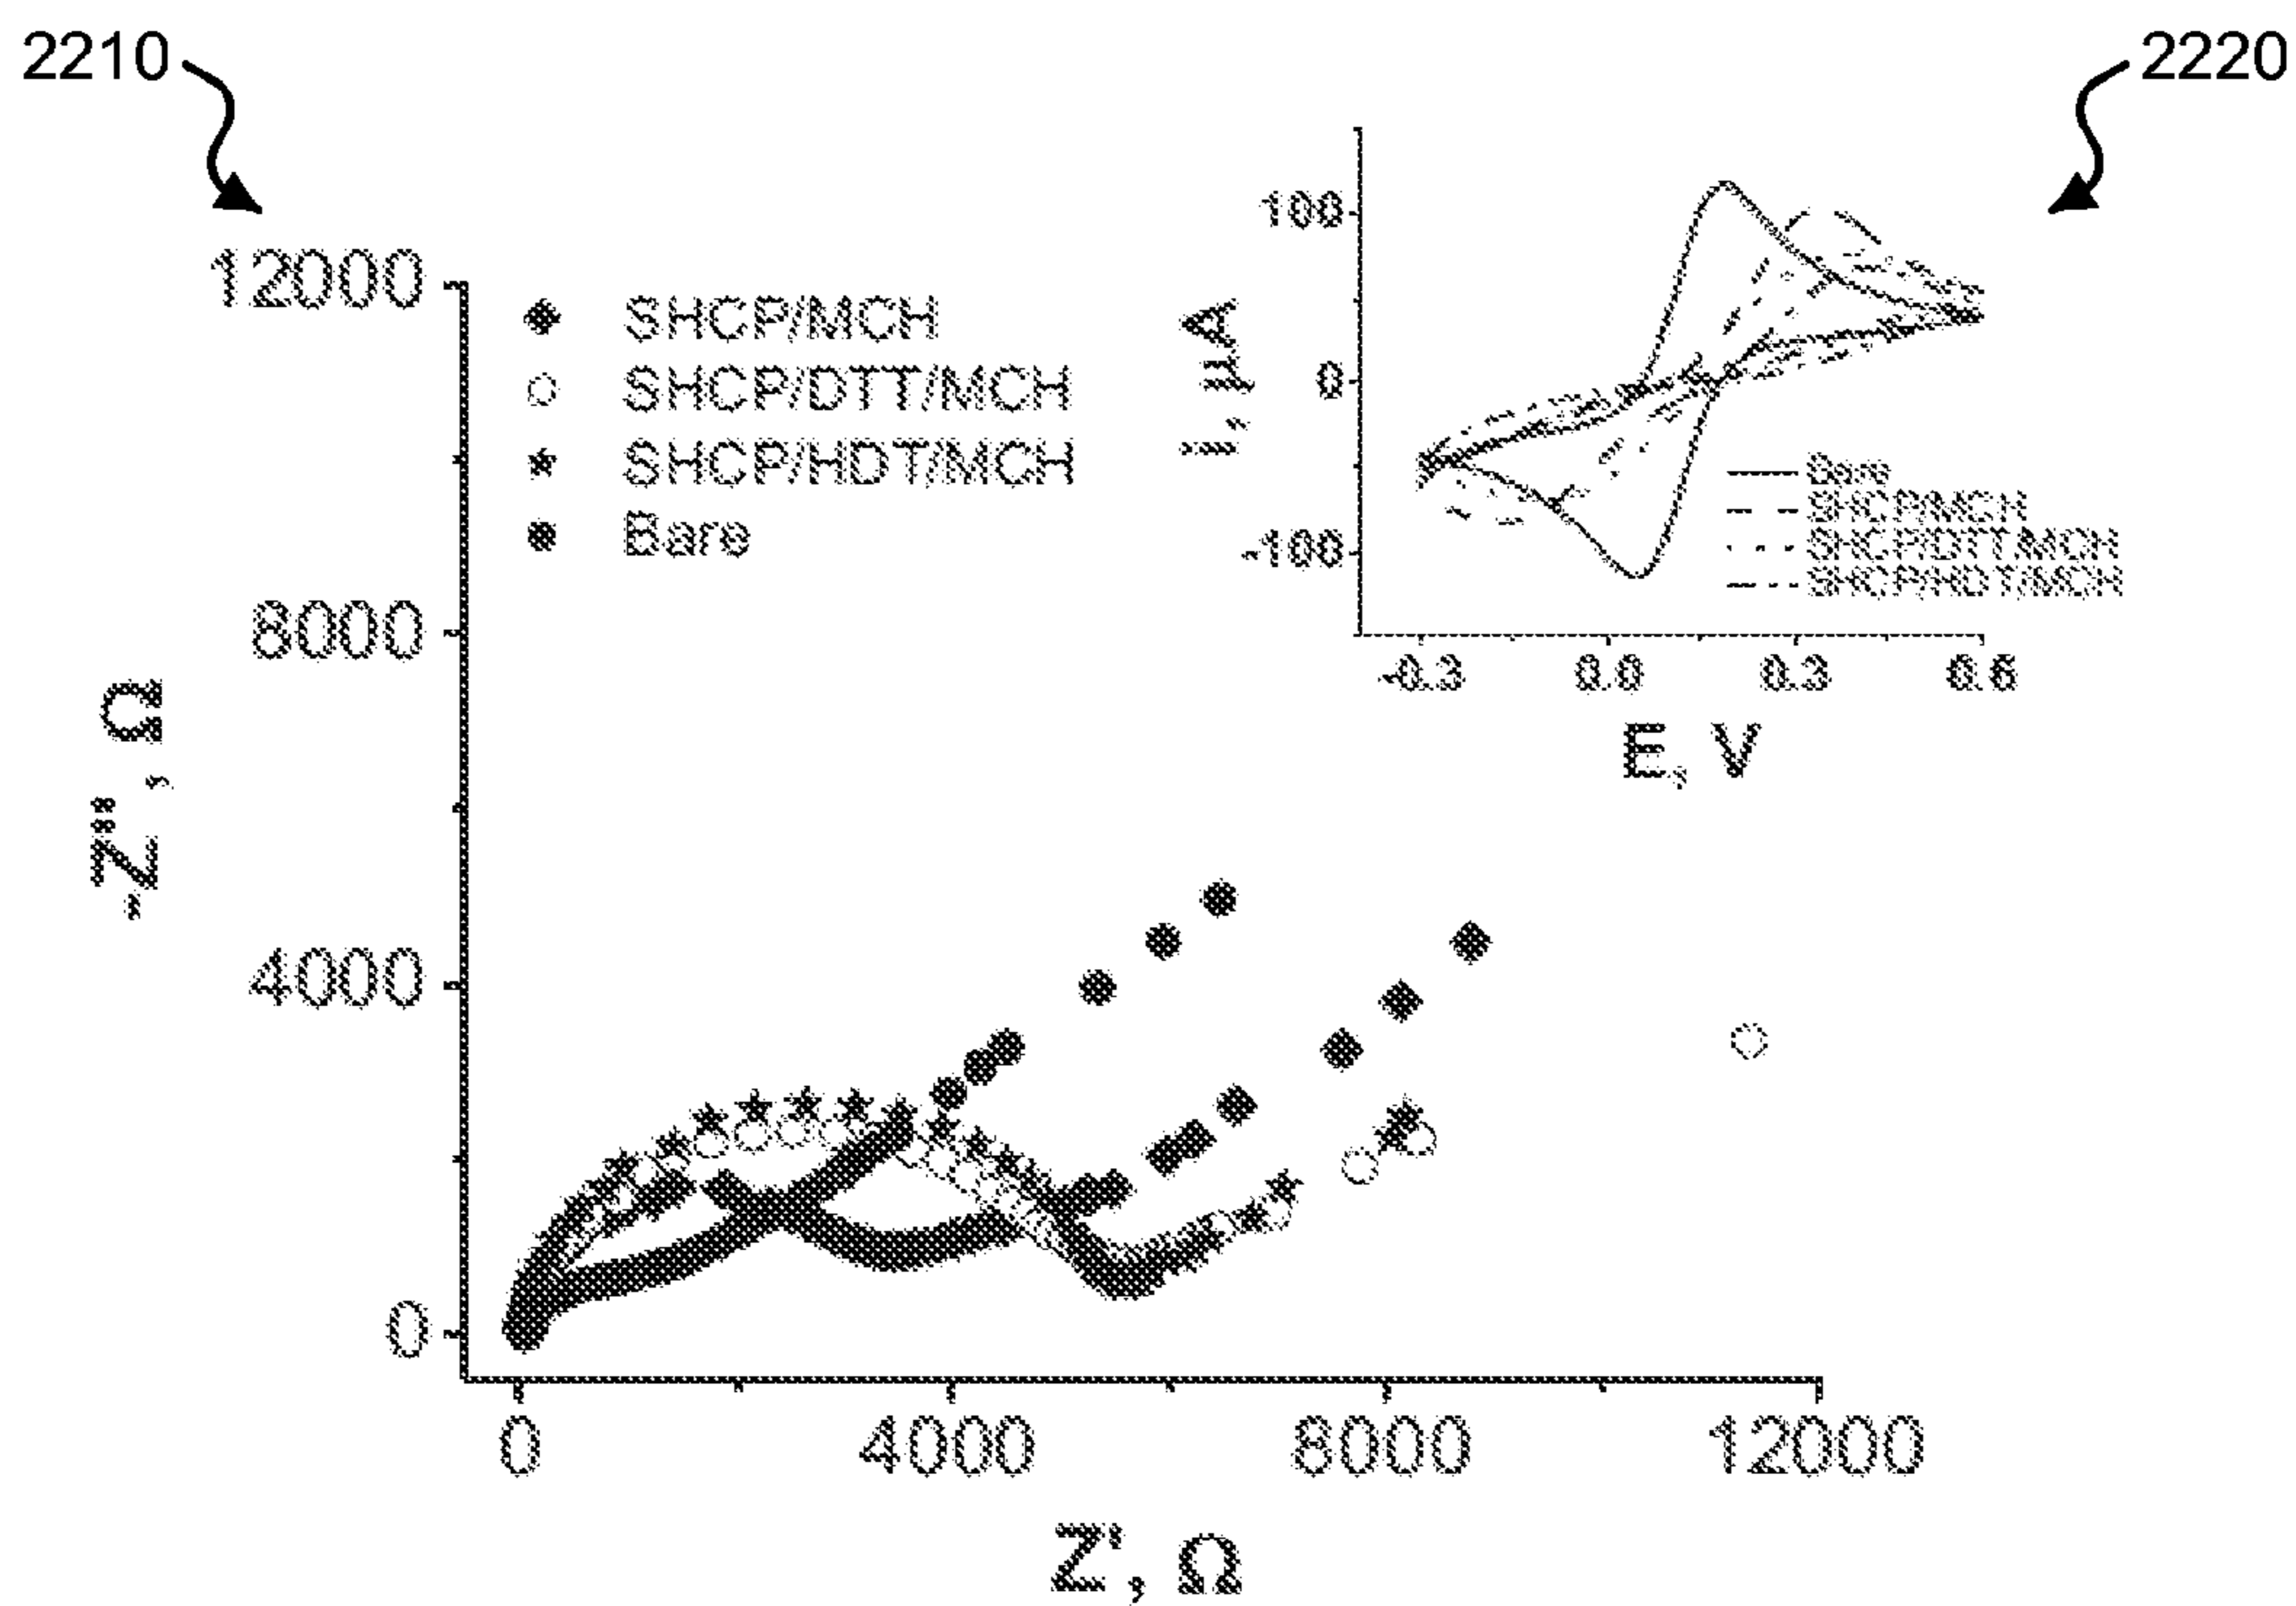 2210
2220
12000
8000
4000
0
-Z'', Ω
SHCP/MCH
SHCP/DTT/MCH
SHCP/HDT/MCH
Bare
0
4000
8000
12000
Z', Ω
100
0
-100
I, µA
Bare
SHCP/MCH
SHCP/DTT/MCH
SHCP/HDT/MCH
-0.3
0.0
0.3
0.6
E, V